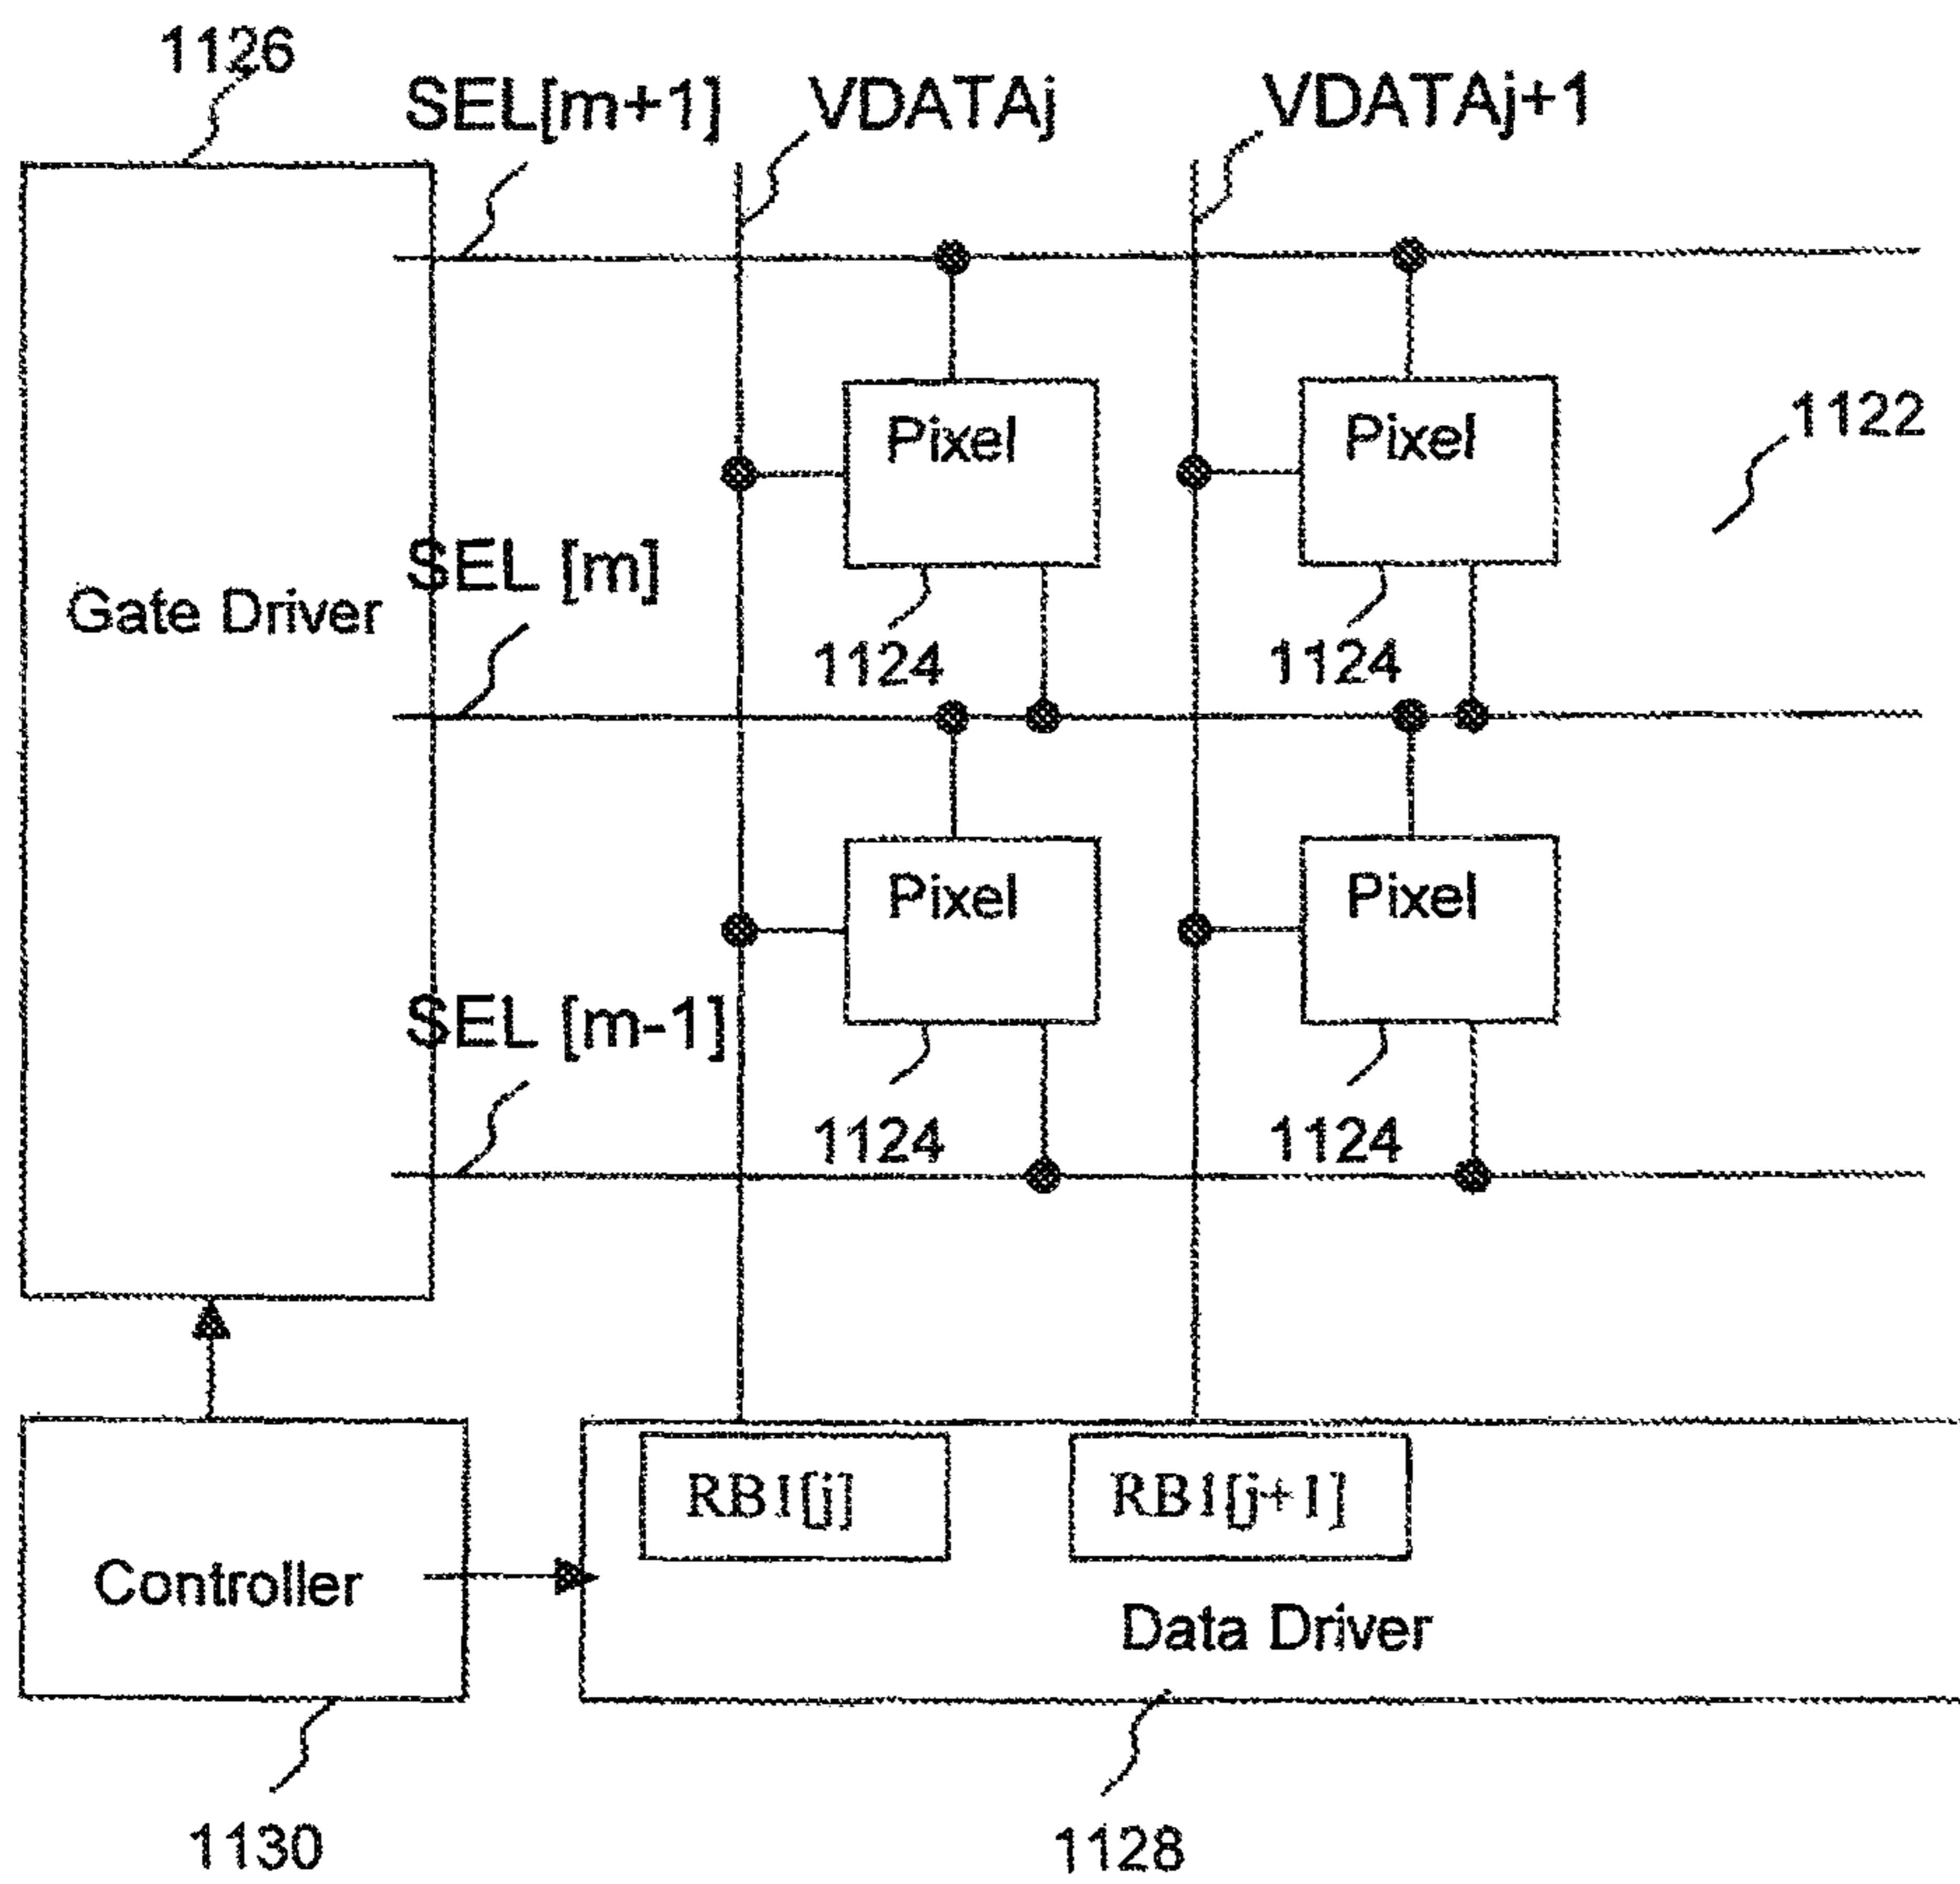 1126
SEL[m+1]
VDATAj
VDATAj+1
Pixel
Pixel
1122
SEL [m]
Gate Driver
1124
1124
Pixel
Pixel
SEL [m-1]
1124
1124
RB1[j]
RB1[j+1]
Controller
Data Driver
1130
1128